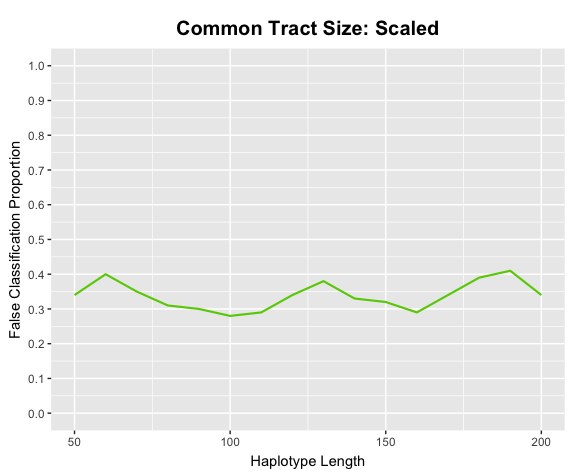 Common Tract Size: Scaled
False Classification Proportion
1.0
0.9
0.8
0.7
0.6
0.5
0.4
0.3
0.2
0.1
0.0
50 100 150 200
Haplotype Length